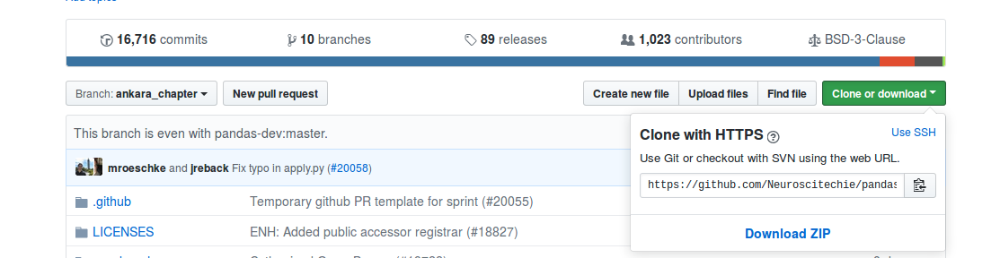 Add topics
16,716 commits
10 branches
89 releases
1,023 contributors
BSD-3-Clause
Branch: ankara_chapter
New pull request
Create new file
Upload files
Find file
Clone or download
This branch is even with pandas-dev:master.
mroeschke and jreback Fix typo in apply.py (#20058)
.github
Temporary github PR template for sprint (#20055)
LICENSES
ENH: Added public accessor registrar (#18827)
Clone with HTTPS ?
Use SSH
Use Git or checkout with SVN using the web URL.
https://github.com/Neuroscitechie/pandas
Download ZIP